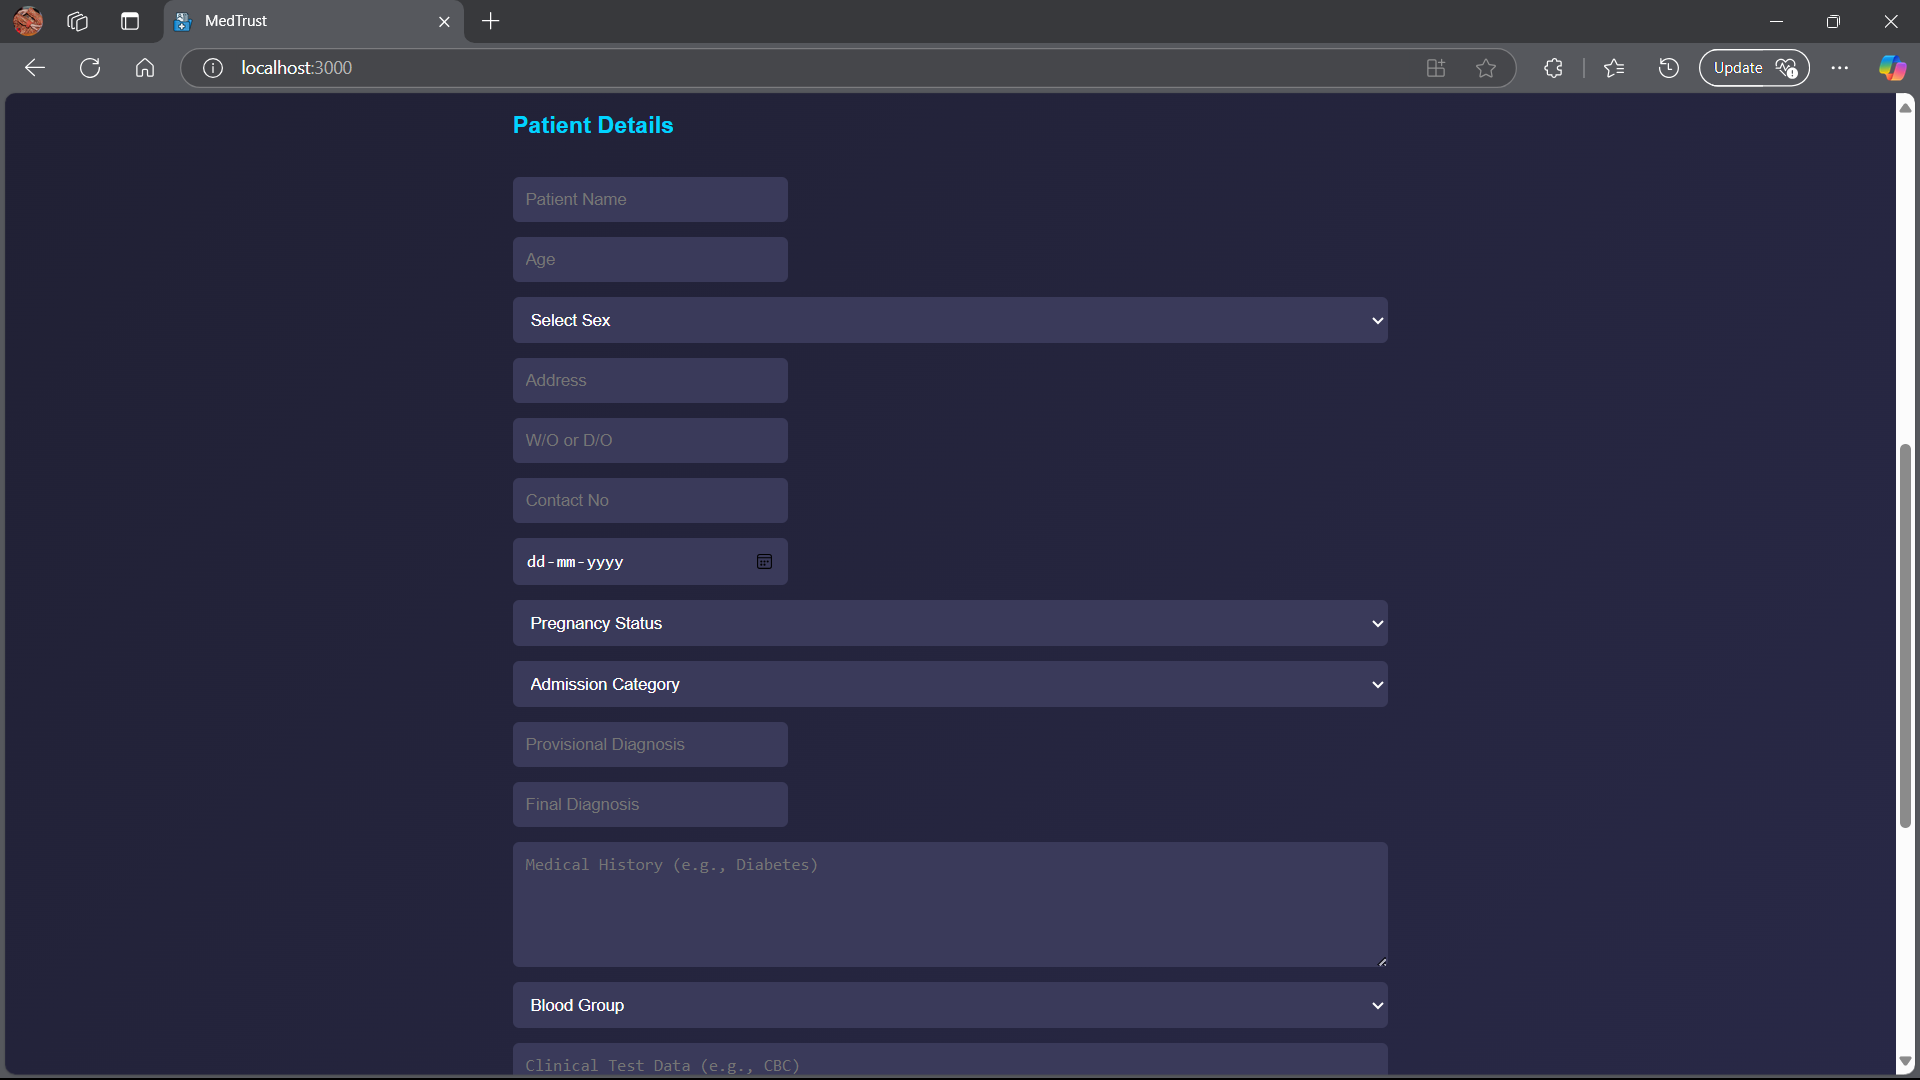 MedTrust
localhost:3000
Update
Patient Details
Patient Name
Age
Select Sex
Address
W/O or D/O
Contact No
dd-mm-yyyy
Pregnancy Status
Admission Category
Provisional Diagnosis
Final Diagnosis
Medical History (e.g., Diabetes)
Blood Group
Clinical Test Data (e.g., CBC)